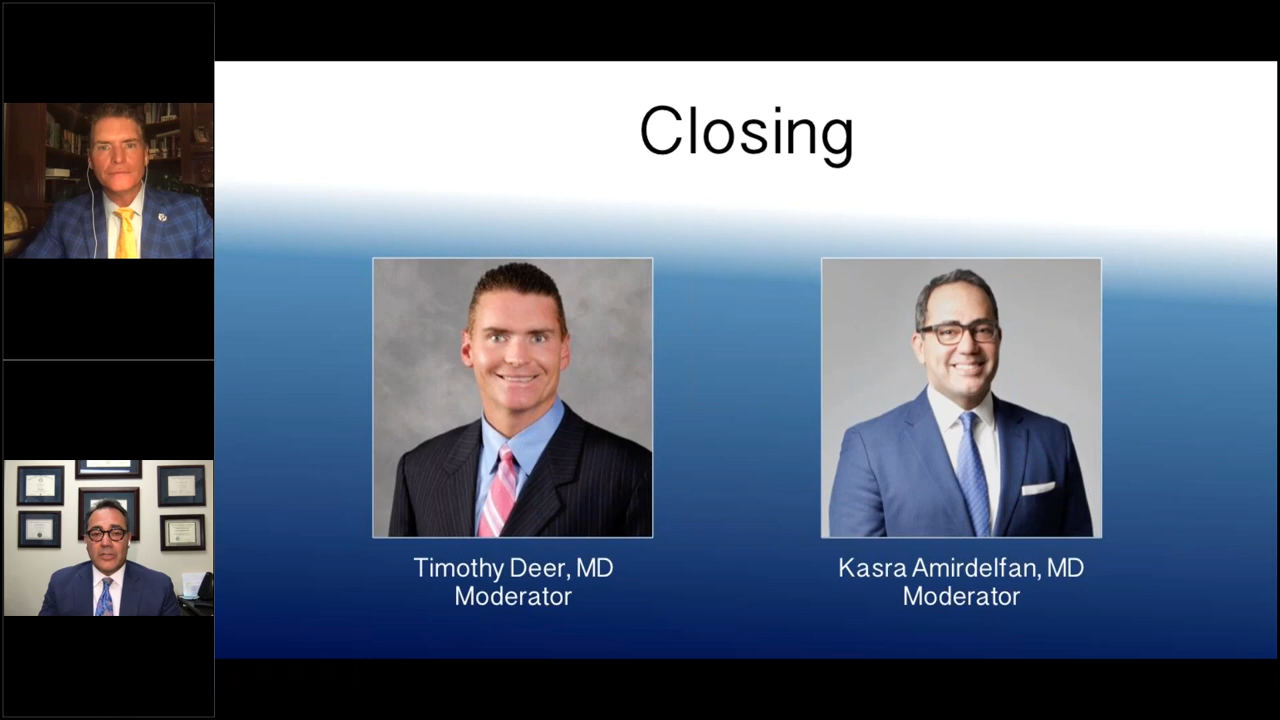 Closing
Timothy Deer, MD
Moderator
Kasra Amirdelfan, MD
Moderator